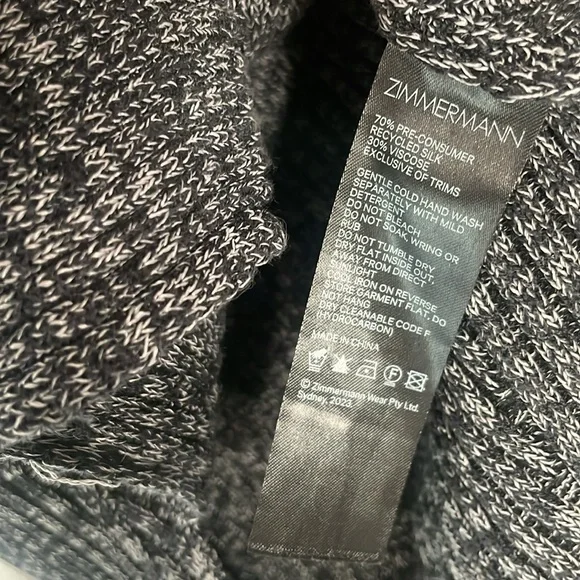 ZIMMERMANN
70% PRE-CONSUMER
RECYCLED SILK
30% VISCOSE
EXCLUSIVE OF TRIMS
GENTLE COLD HAND WASH
SEPARATELY WITH MILD
DETERGENT
DO NOT BLEACH
DO NOT SOAK, WRING OR
RUB
DO NOT TUMBLE DRY
DRY FLAT IN SHADE
AWAY FROM DIRECT
SUNLIGHT
COOL IRON ON REVERSE
STORE GARMENT FLAT, DO
NOT HANG
DRY CLEANABLE CODE F
(HYDROCARBON)
MADE IN CHINA
F
© Zimmermann Wear Pty Ltd.
Sydney, 2023